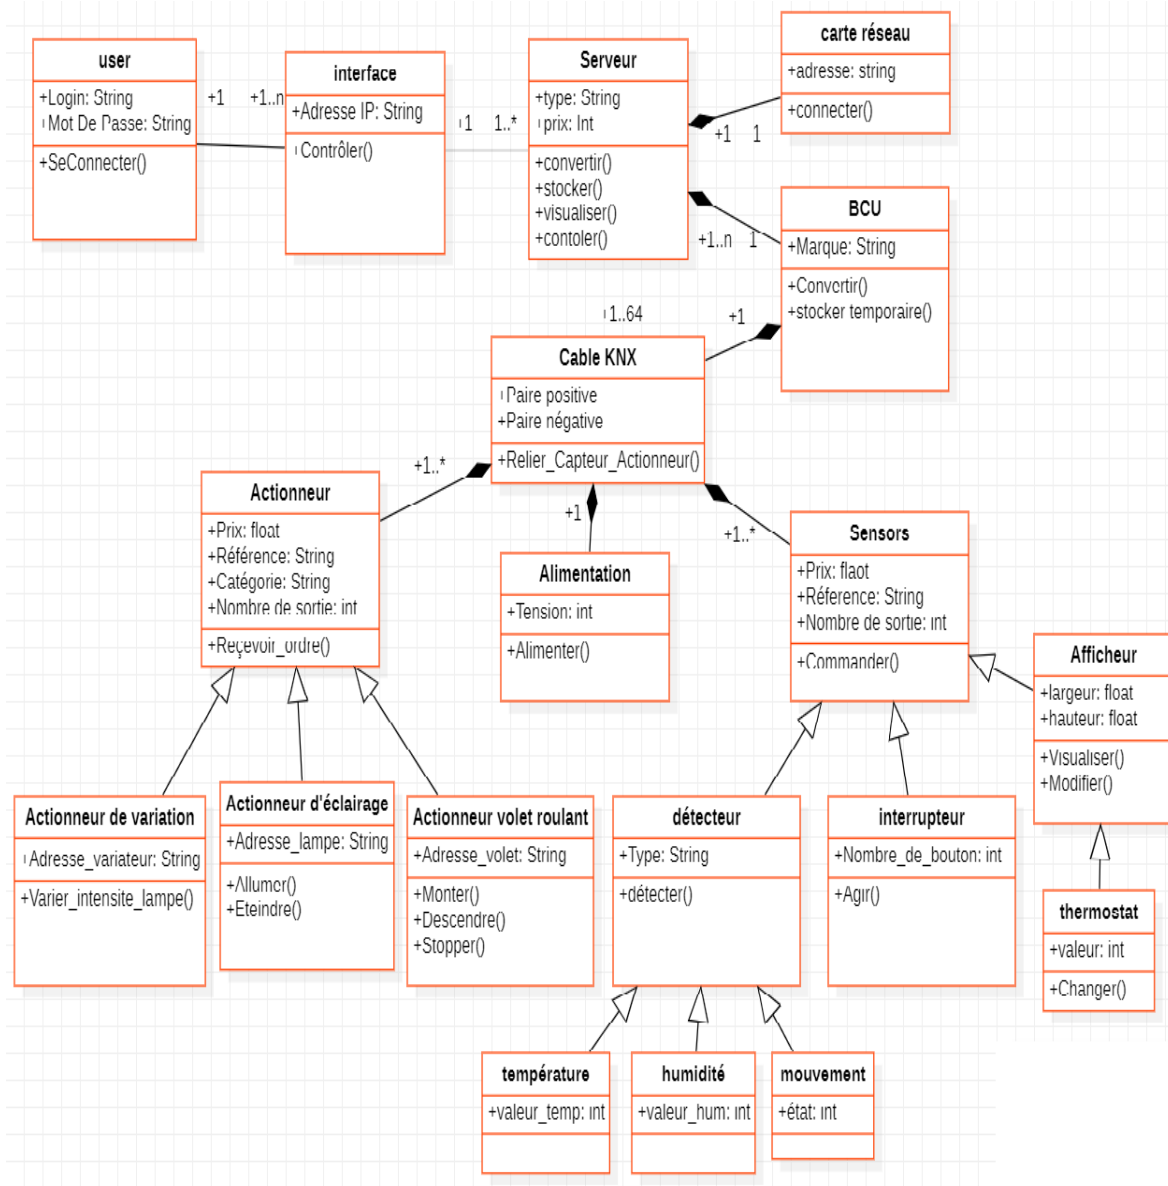 user
+Login: String
Mot De Passe: String
+SeConnecter()
+1 +1..n
interface
+Adresse IP: String
Contrôler()
1 1..*
Serveur
+type: String
prix: Int
+convertir()
+stocker()
+visualiser()
+contoler()
carte réseau
+adresse: string
+connecter()
+1 1
BCU
+Marque: String
+Convertir()
+stocker temporaire()
+1..n 1
1..64 +1
Cable KNX
Paire positive
+Paire négative
+Relier_Capteur_Actionneur()
+1..*
+1
+1..*
Actionneur
+Prix: float
+Référence: String
+Catégorie: String
+Nombre de sortie: int
+Reçevoir_ordre()
Alimentation
+Tension: int
+Alimenter()
Sensors
+Prix: flaot
+Réference: String
+Nombre de sortie: int
+Commander()
Afficheur
+largeur: float
+hauteur: float
+Visualiser()
+Modifier()
Actionneur de variation
Adresse_variateur: String
+Varier_intensite_lampe()
Actionneur d'éclairage
+Adresse_lampe: String
+Allumer()
+Eteindre()
Actionneur volet roulant
+Adresse_volet: String
+Monter()
+Descendre()
+Stopper()
détecteur
+Type: String
+détecter()
interrupteur
+Nombre_de_bouton: int
+Agir()
thermostat
+valeur: int
+Changer()
température
+valeur_temp: int
humidité
+valeur_hum: int
mouvement
+état: int